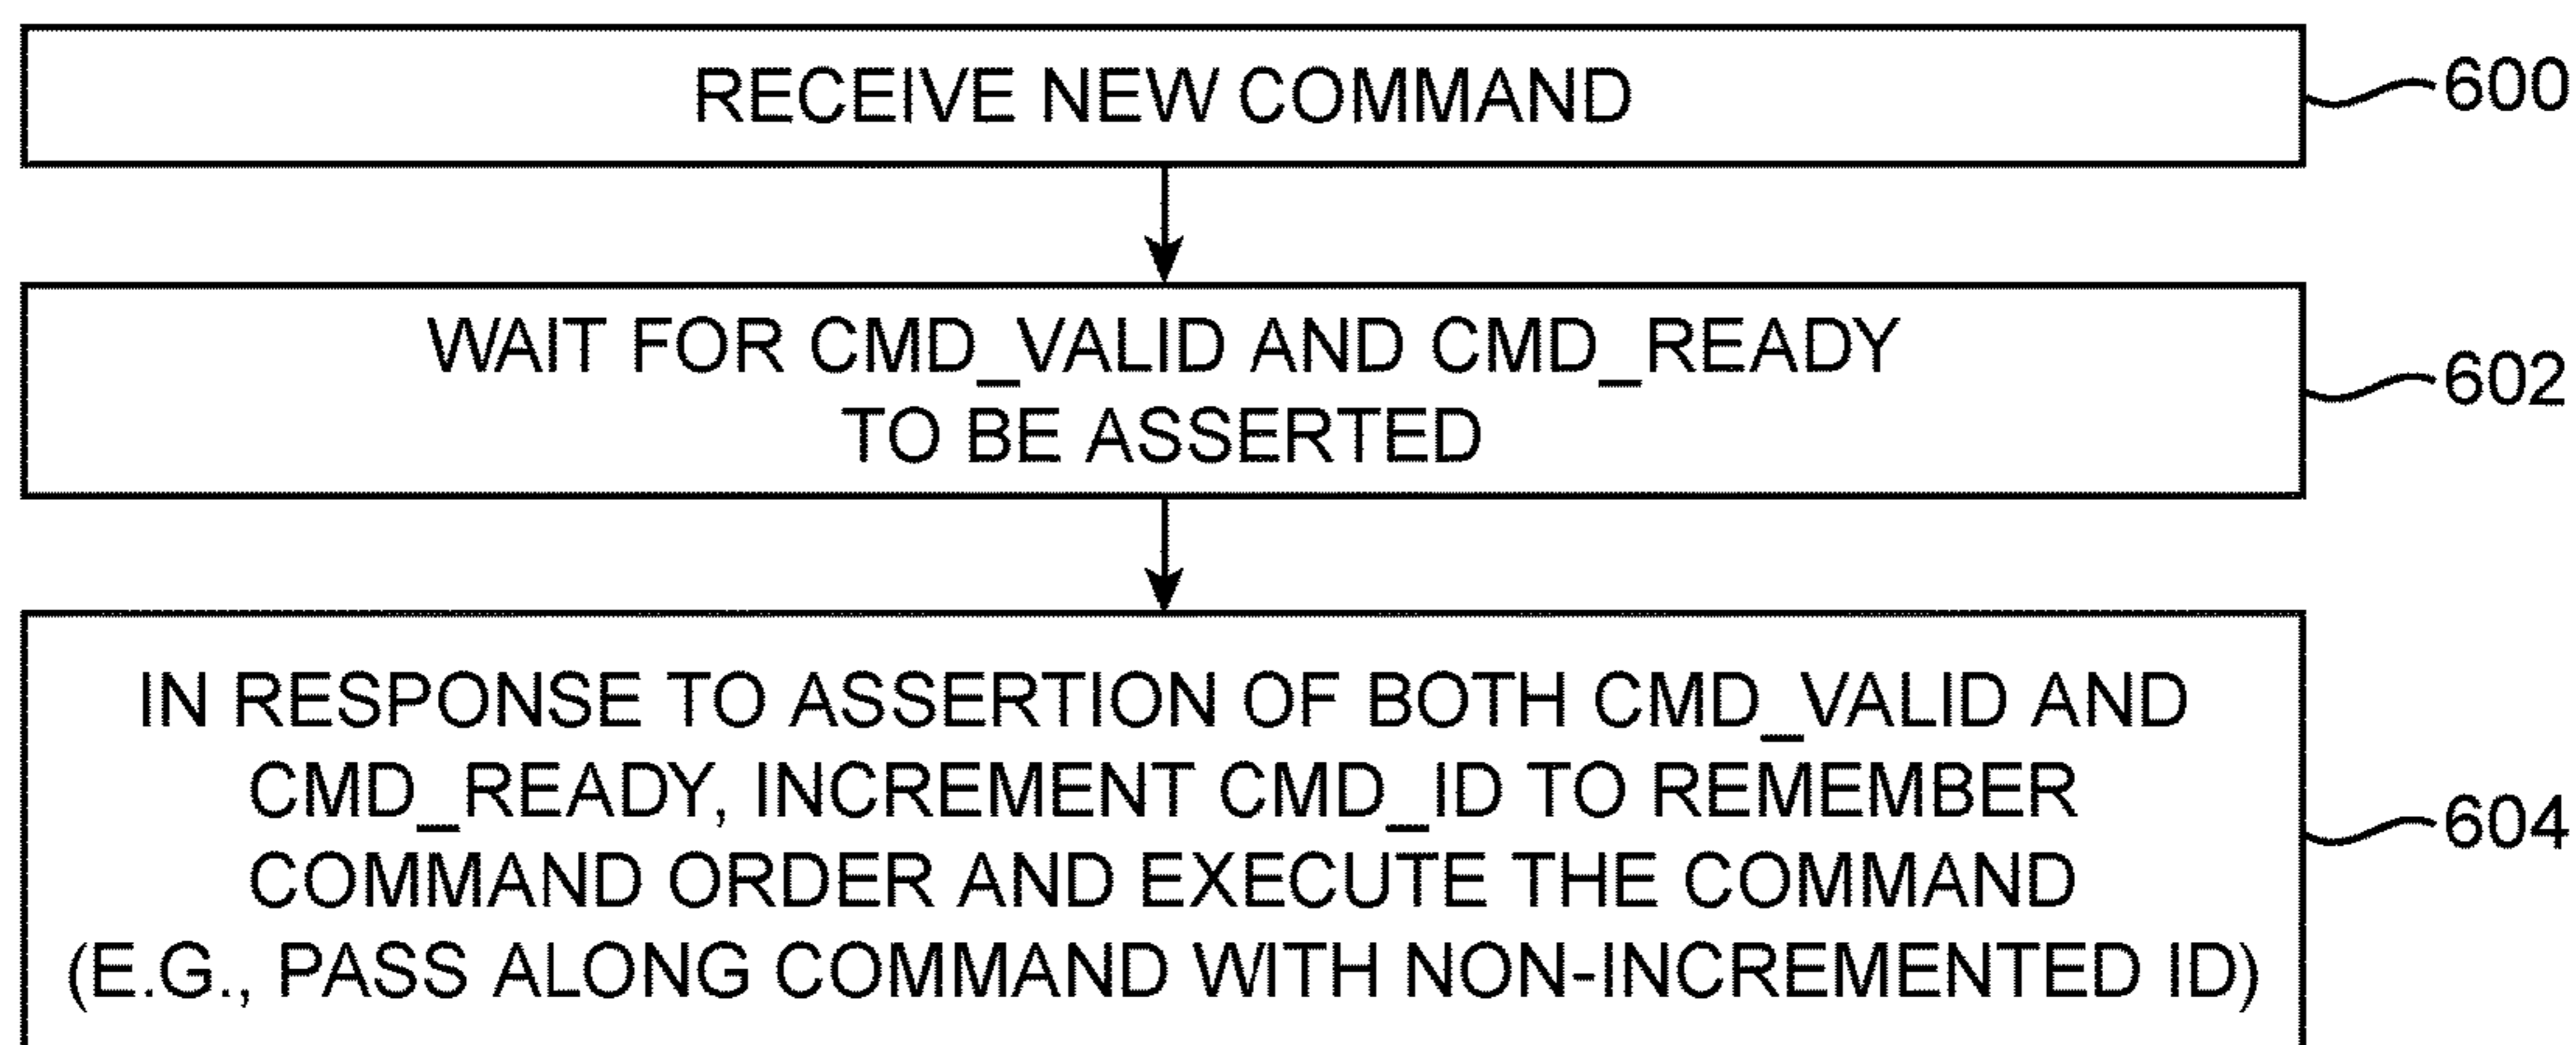 RECEIVE NEW COMMAND
600
WAIT FOR CMD_VALID AND CMD_READY
TO BE ASSERTED
602
IN RESPONSE TO ASSERTION OF BOTH CMD_VALID AND
CMD_READY, INCREMENT CMD_ID TO REMEMBER
COMMAND ORDER AND EXECUTE THE COMMAND
(E.G., PASS ALONG COMMAND WITH NON-INCREMENTED ID)
604